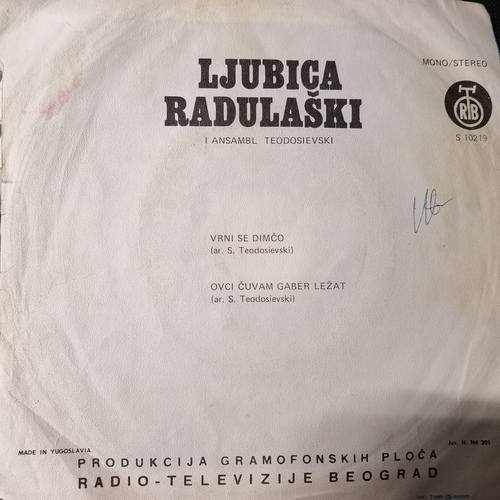 LJUBICA
RADULAŠKI
I ANSAMBL TEODOSIEVSKI
MONO/STEREO
RTB
S 10219
VRNI SE DIMČO
(ar. S. Teodosievski)
OVCI ČUVAM GABER LEŽAT
(ar. S. Teodosievski)
MADE IN YUGOSLAVIA
PRODUKCIJA GRAMOFONSKIH PLOČA
RADIO-TELEVIZIJE BEOGRAD